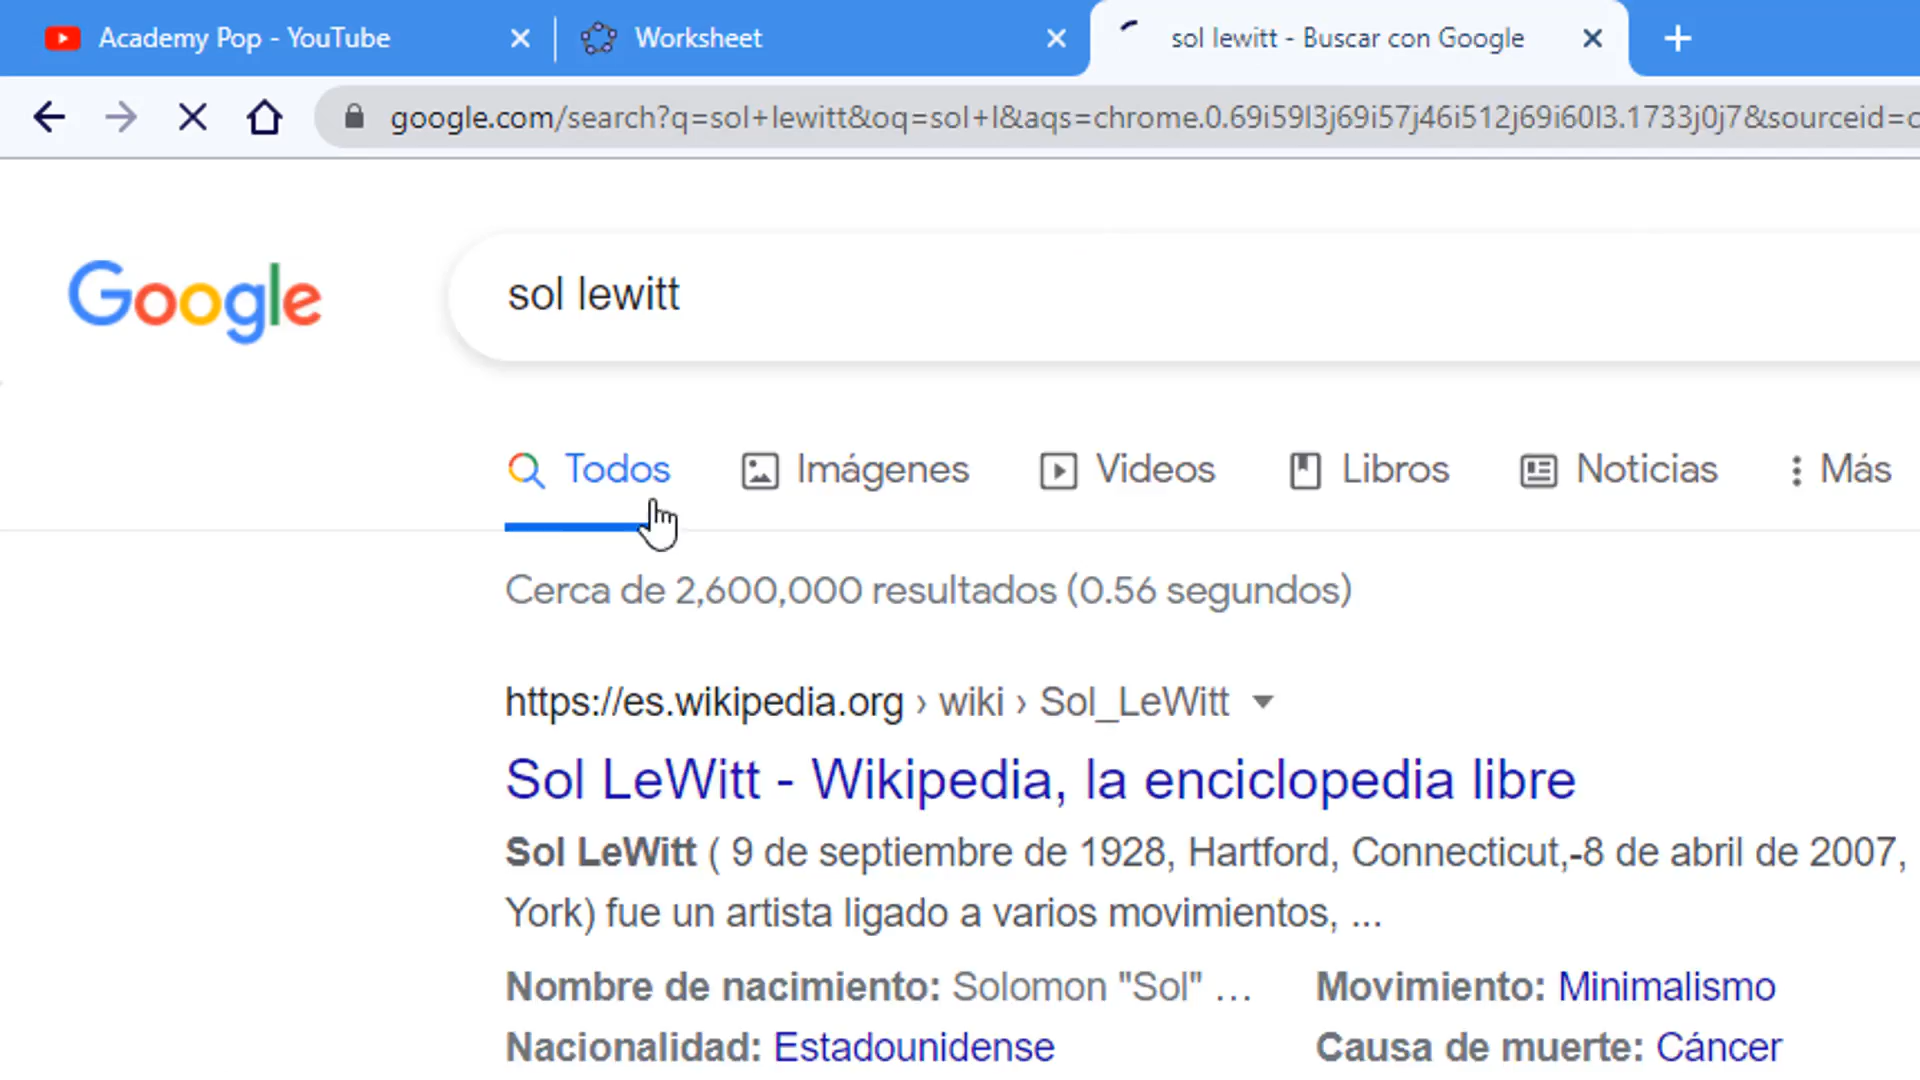 Academy Pop - YouTube
Worksheet
sol lewitt - Buscar con Google
google.com/search?q=sol+lewitt&oq=sol+l&aqs=chrome.0.69i59l3j69i57j46i512j69i60l3.1733j0j7&sourceid=c
Google
sol lewitt
Todos
Imágenes
Videos
Libros
Noticias
Más
Cerca de 2,600,000 resultados (0.56 segundos)
https://es.wikipedia.org › wiki › Sol_LeWitt
Sol LeWitt - Wikipedia, la enciclopedia libre
Sol LeWitt ( 9 de septiembre de 1928, Hartford, Connecticut,-8 de abril de 2007,
York) fue un artista ligado a varios movimientos, ...
Nombre de nacimiento: Solomon "Sol" ...
Movimiento: Minimalismo
Nacionalidad: Estadounidense
Causa de muerte: Cáncer